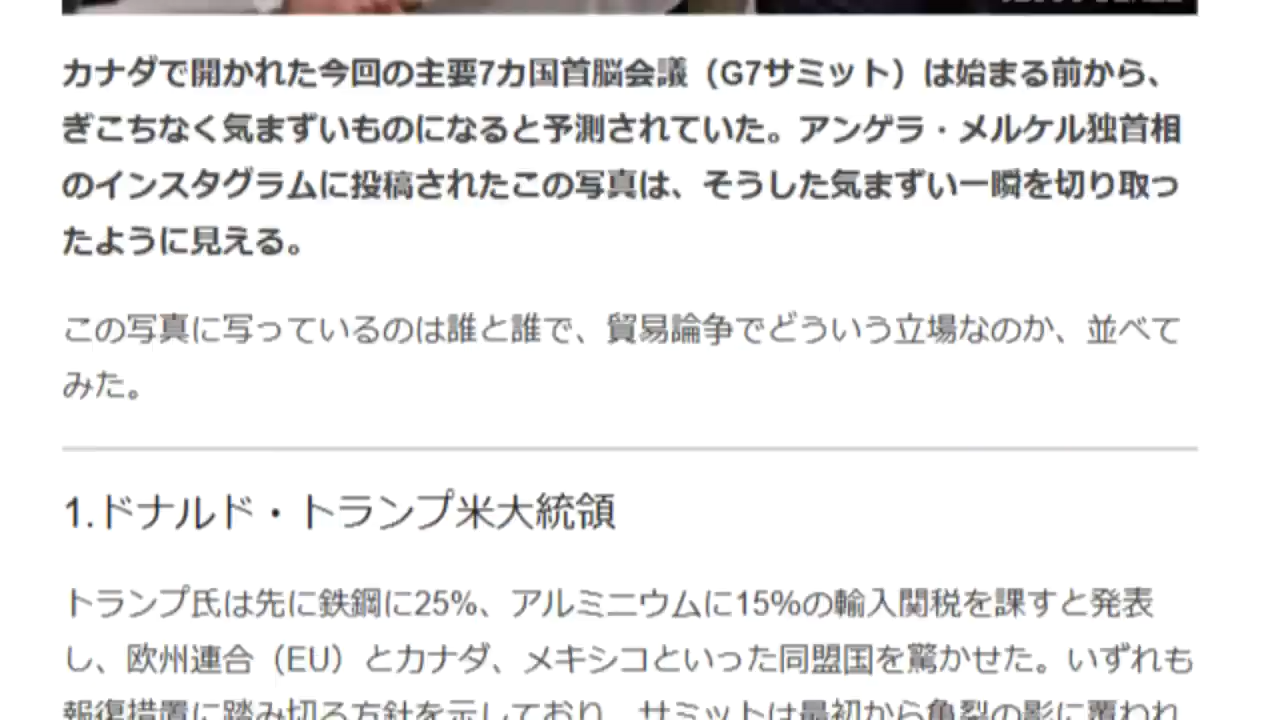 カナダで開かれた今回の主要7カ国首脳会議（G7サミット）は始まる前から、
ぎこちなく気まずいものになると予測されていた。アンゲラ・メルケル独首相
のインスタグラムに投稿されたこの写真は、そうした気まずい一瞬を切り取っ
たように見える。
この写真に写っているのは誰と誰で、貿易論争でどういう立場なのか、並べて
みた。
1.ドナルド・トランプ米大統領
トランプ氏は先に鉄鋼に25%、アルミニウムに15%の輸入関税を課すと発表
し、欧州連合（EU）とカナダ、メキシコといった同盟国を驚かせた。いずれも
報復措置に踏み切る方針を示しており、サミットは最初から亀裂の影に覆われ